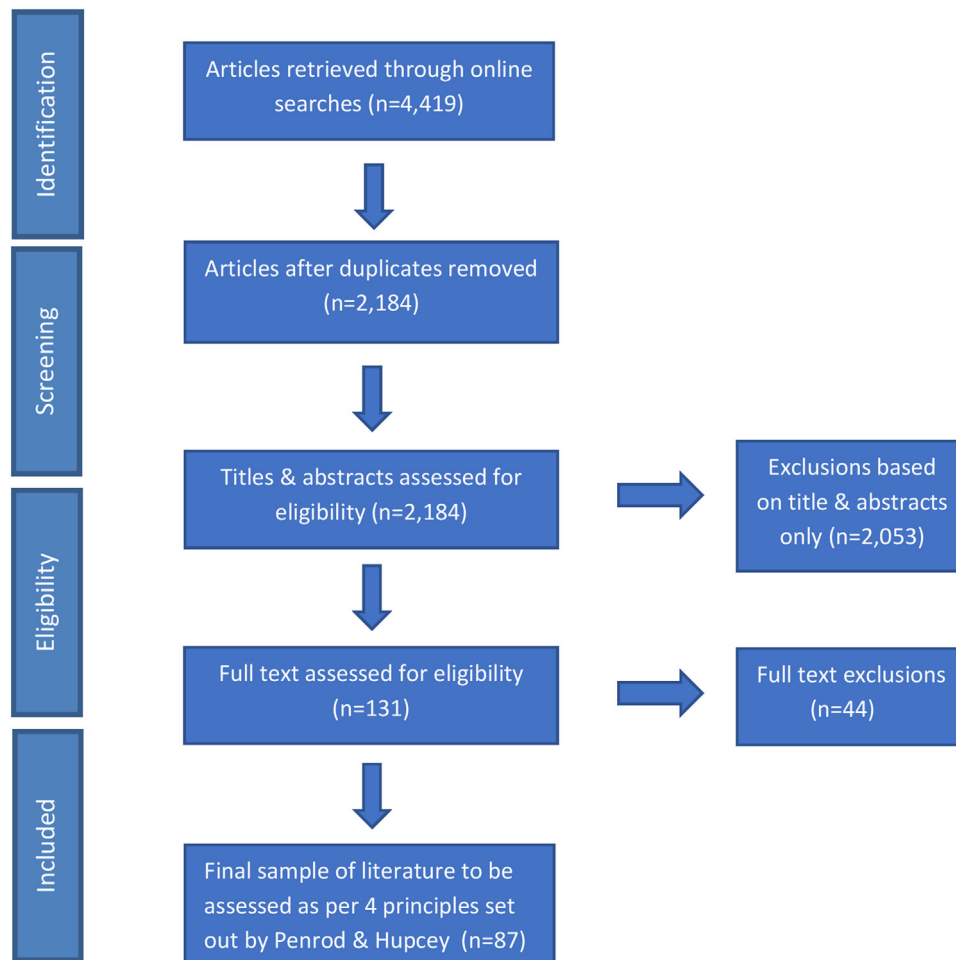 Identification
Articles retrieved through online
searches (n=4,419)
Screening
Articles after duplicates removed
(n=2,184)
Eligibility
Titles & abstracts assessed for
eligibility (n=2,184)
Exclusions based
on title & abstracts
only (n=2,053)
Full text assessed for eligibility
(n=131)
Full text exclusions
(n=44)
Included
Final sample of literature to be
assessed as per 4 principles set
out by Penrod & Hupcey  (n=87)